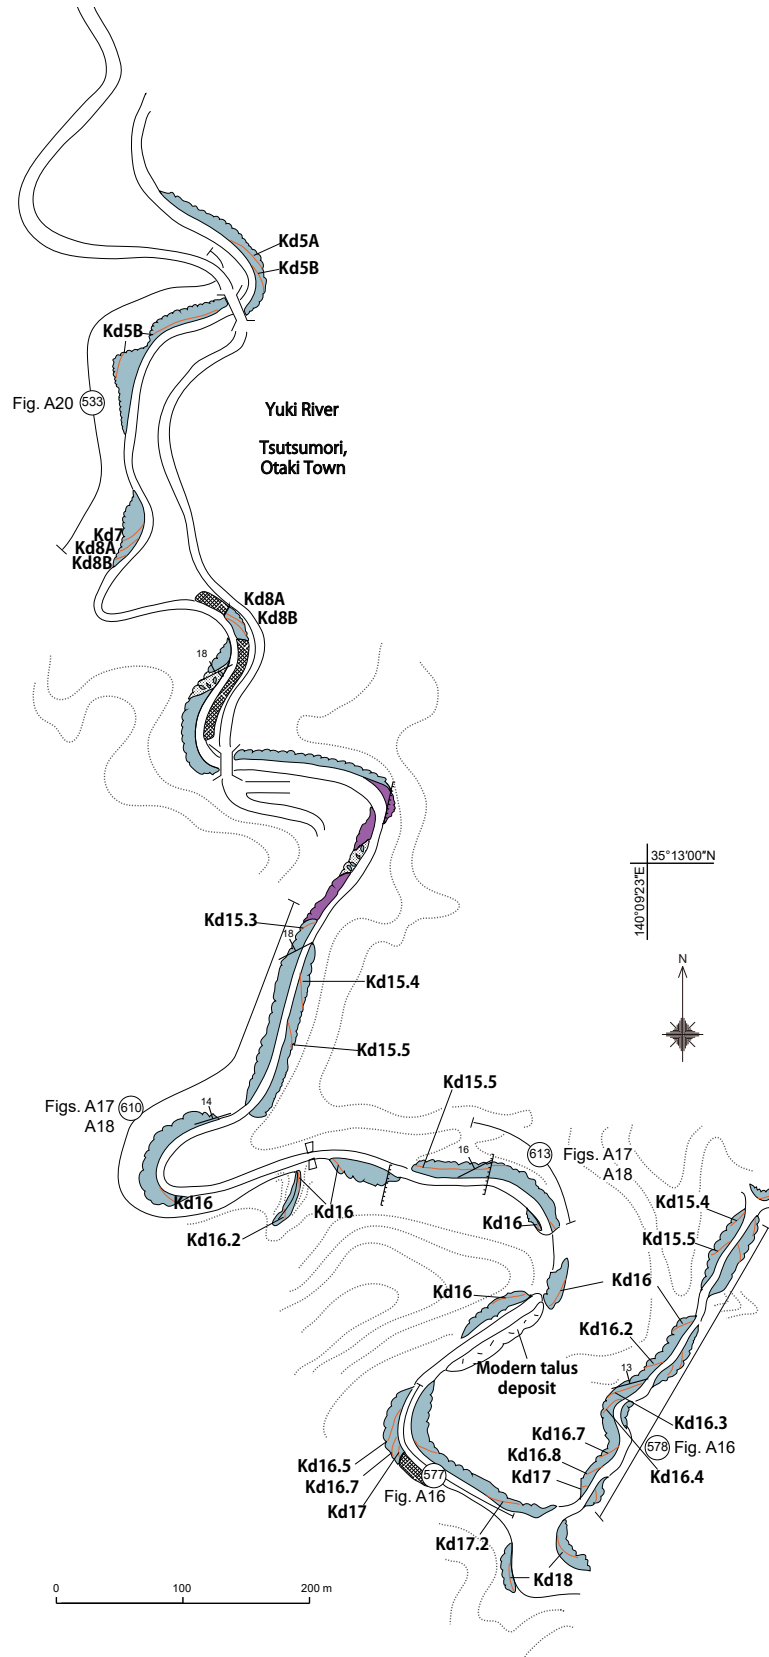 Kd5A
Kd5B
Kd5B
Fig. A20 533
Yuki River
Tsutsumori,
Otaki Town
Kd7
Kd8A
Kd8B
Kd8A
Kd8B
18
35°13′00″N
140°09′23″E
Kd15.3
18
N
Kd15.4
Kd15.5
Kd15.5
Figs. A17 610
A18
14
16
613 Figs. A17
A18
Kd15.4
Kd16
Kd16
Kd16
Kd15.5
Kd16.2
Kd16
Kd16
Kd16.2
13
Modern talus
deposit
Kd16.3
Kd16.7
578 Fig. A16
Kd16.8
Kd16.5
Kd16.4
Kd16.7
577
Kd17
Fig. A16
Kd17
Kd17.2
Kd18
0 100 200 m